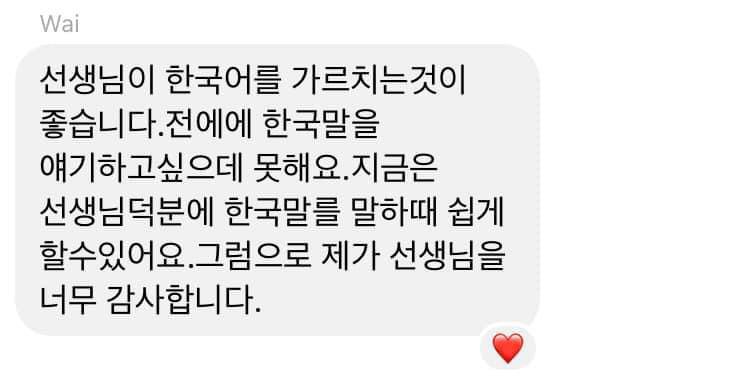 Wai
선생님이 한국어를 가르치는것이
좋습니다.전에에 한국말을
얘기하고싶으데 못해요.지금은
선생님덕분에 한국말를 말하때 쉽게
할수있어요.그럼으로 제가 선생님을
너무 감사합니다.